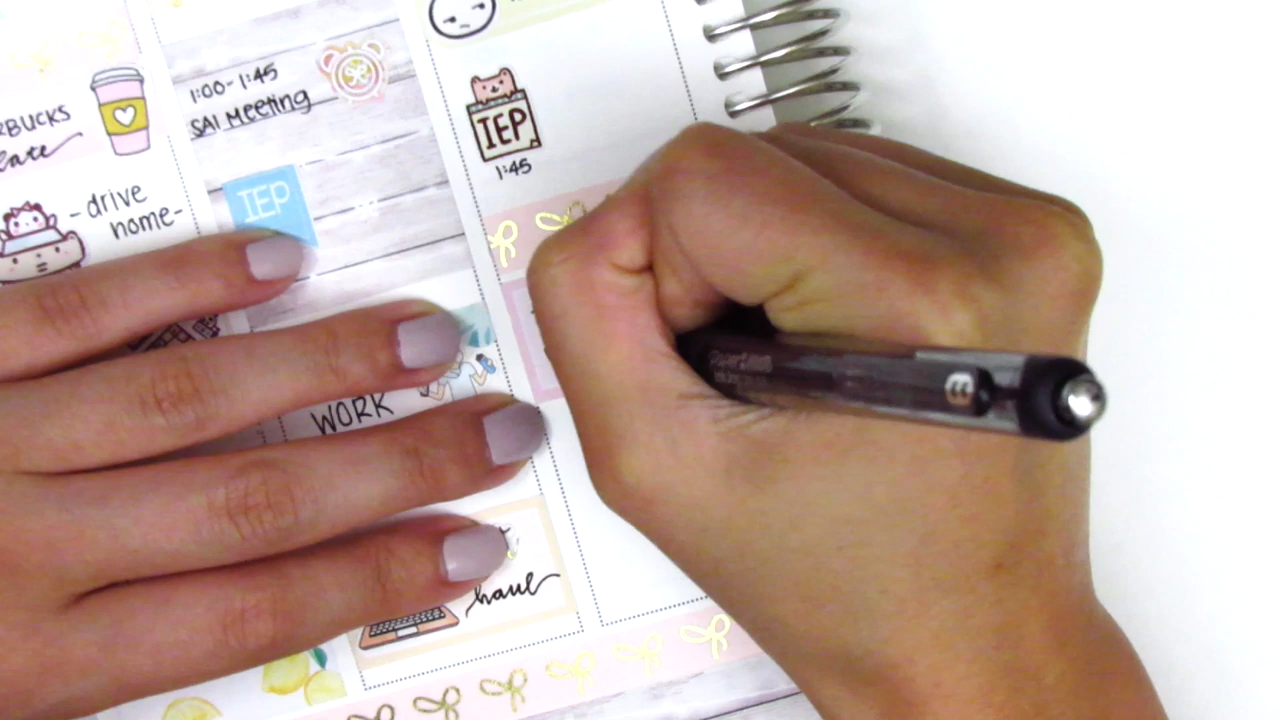 RBUCKS
late
-drive
home-
1:00-1:45
SAI Meeting
IEP
WORK
haul
IEP
1:45